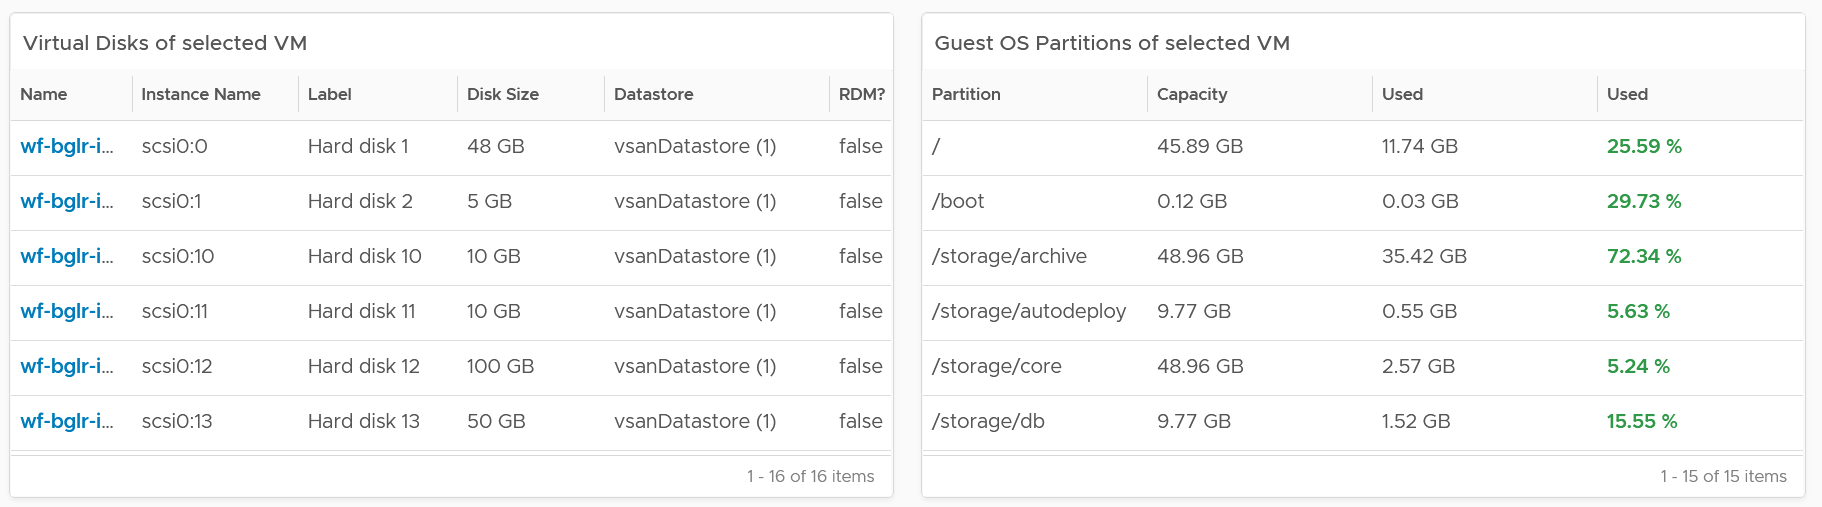 Virtual Disks of selected VM
Name Instance Name Label Disk Size Datastore RDM?
wf-bglr-i... scsi0:0 Hard disk 1 48 GB vsanDatastore (1) false
wf-bglr-i... scsi0:1 Hard disk 2 5 GB vsanDatastore (1) false
wf-bglr-i... scsi0:10 Hard disk 10 10 GB vsanDatastore (1) false
wf-bglr-i... scsi0:11 Hard disk 11 10 GB vsanDatastore (1) false
wf-bglr-i... scsi0:12 Hard disk 12 100 GB vsanDatastore (1) false
wf-bglr-i... scsi0:13 Hard disk 13 50 GB vsanDatastore (1) false
1 - 16 of 16 items
Guest OS Partitions of selected VM
Partition Capacity Used Used
/ 45.89 GB 11.74 GB 25.59 %
/boot 0.12 GB 0.03 GB 29.73 %
/storage/archive 48.96 GB 35.42 GB 72.34 %
/storage/autodeploy 9.77 GB 0.55 GB 5.63 %
/storage/core 48.96 GB 2.57 GB 5.24 %
/storage/db 9.77 GB 1.52 GB 15.55 %
1 - 15 of 15 items